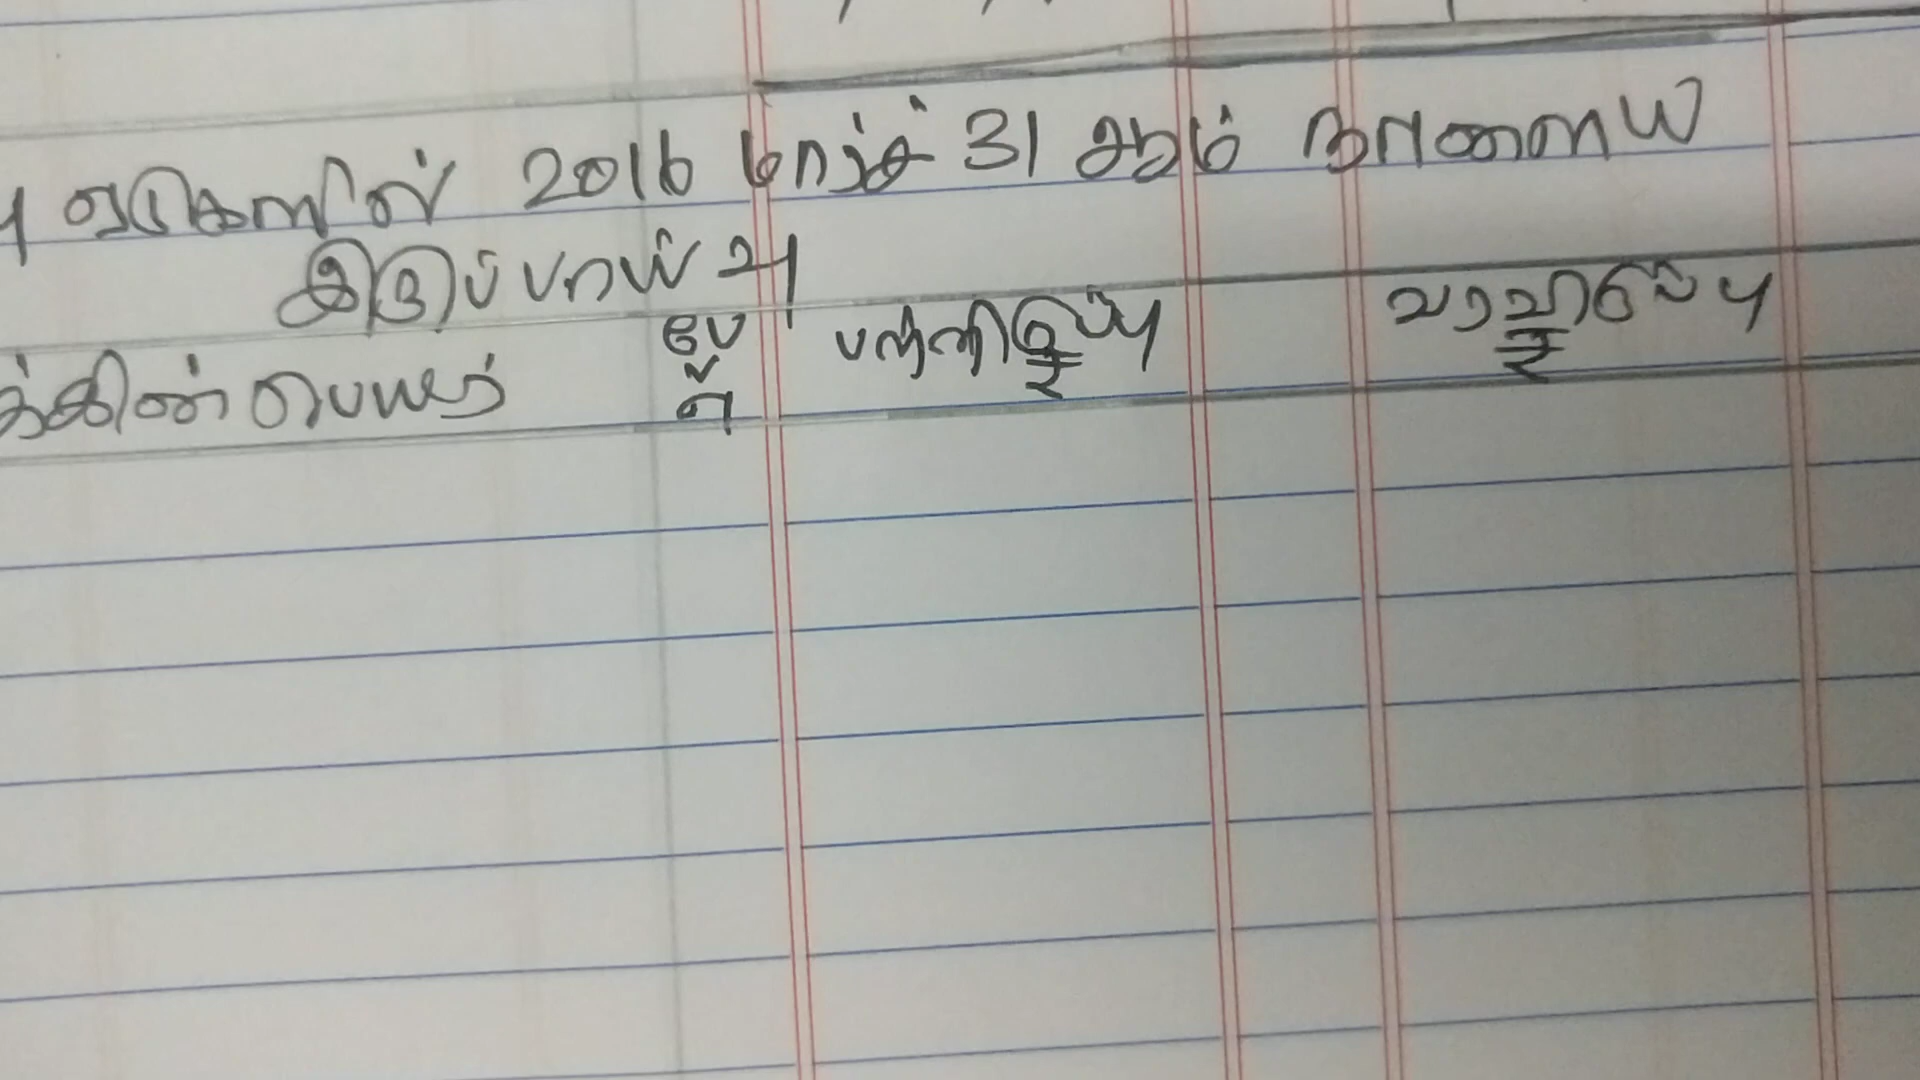 ஏடுகளில் 2016 மார்ச் 31 ஆம் நாளைய
இருப்பாய்வு
க்கின் பெயர் பே எ பற்றிருப்பு ₹ வரவிருப்பு ₹